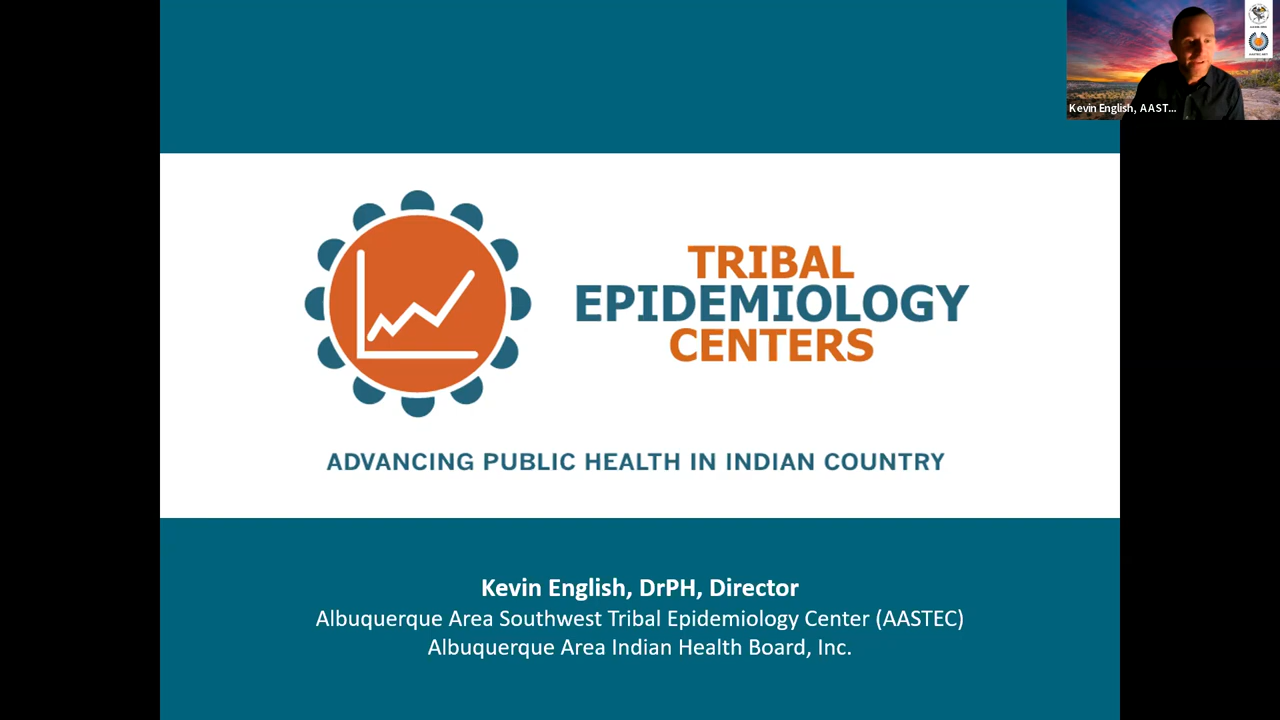 Kevin English, AAST...
TRIBAL
EPIDEMIOLOGY
CENTERS
ADVANCING PUBLIC HEALTH IN INDIAN COUNTRY
Kevin English, DrPH, Director
Albuquerque Area Southwest Tribal Epidemiology Center (AASTEC)
Albuquerque Area Indian Health Board, Inc.